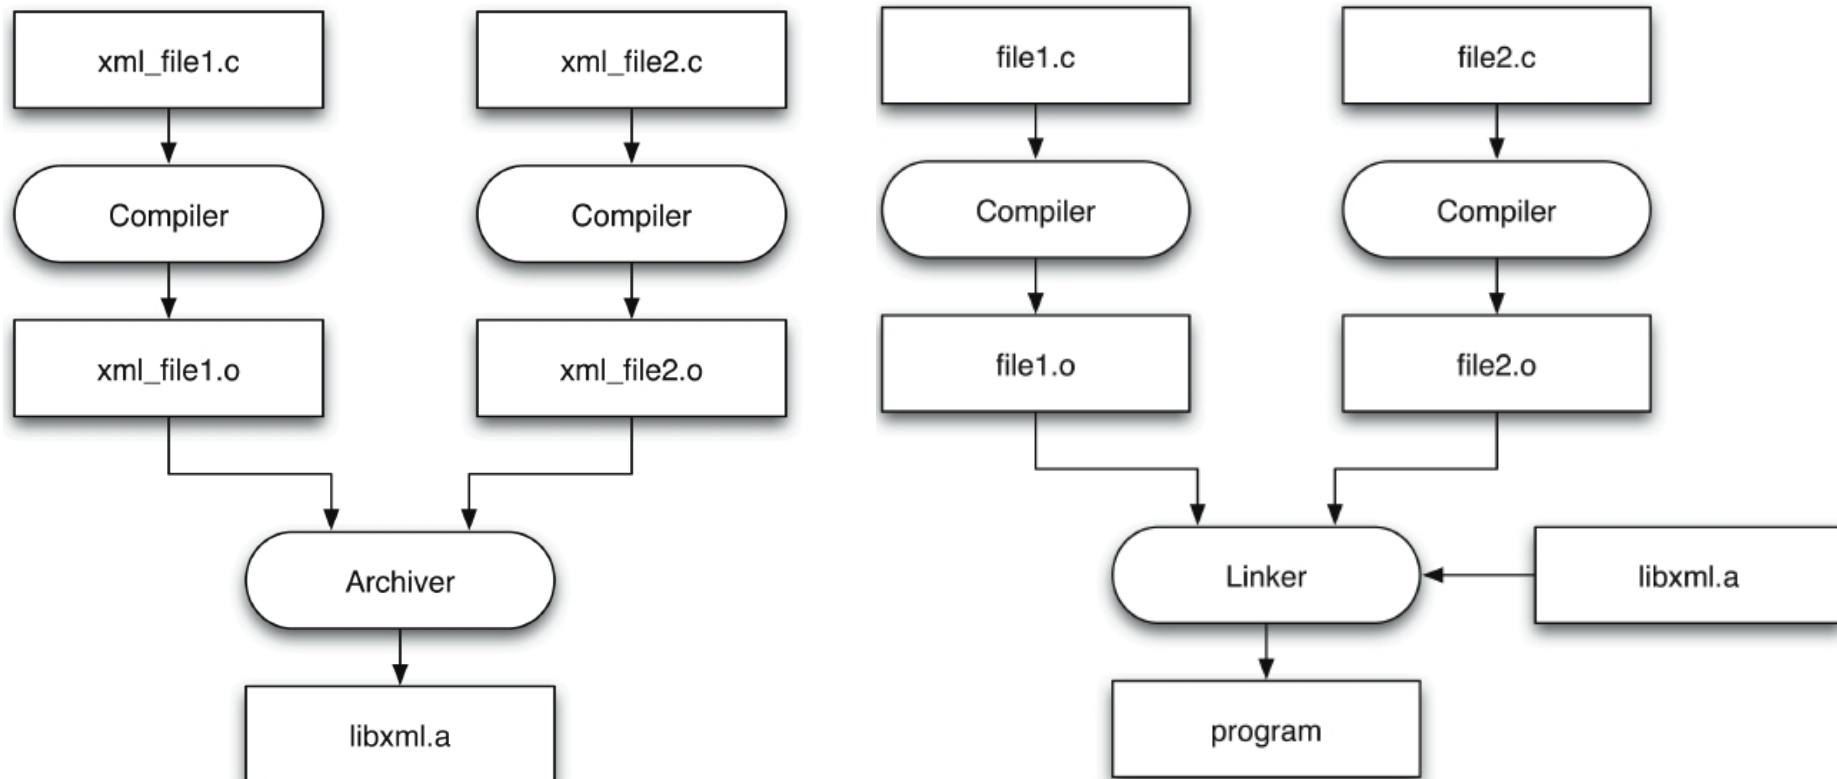 xml_file1.c
xml_file2.c
Compiler
Compiler
xml_file1.o
xml_file2.o
Archiver
libxml.a
file1.c
file2.c
Compiler
Compiler
file1.o
file2.o
Linker
libxml.a
program